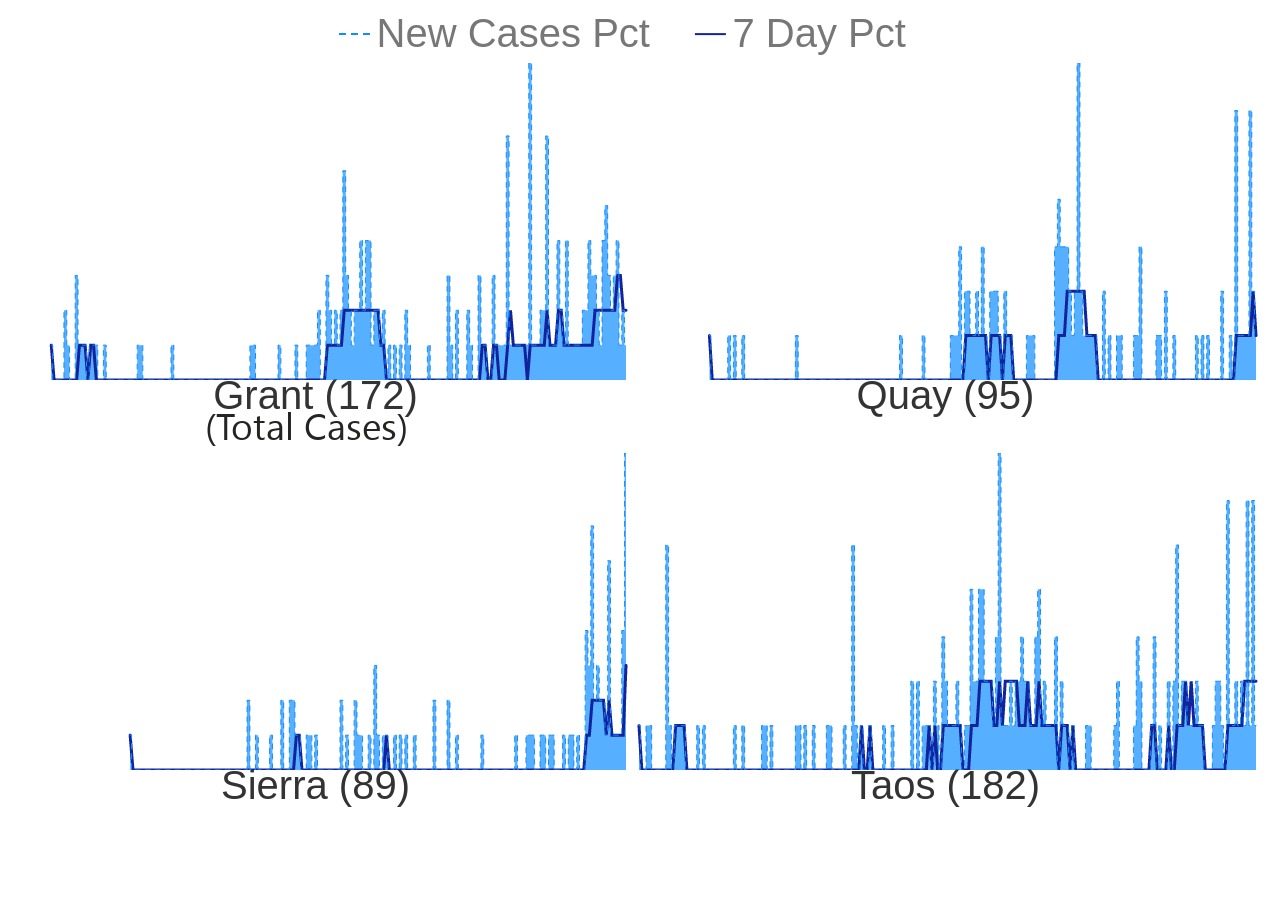 New Cases Pct 7 Day Pct
Grant (172) Quay (95)
(Total Cases)
Sierra (89) Taos (182)